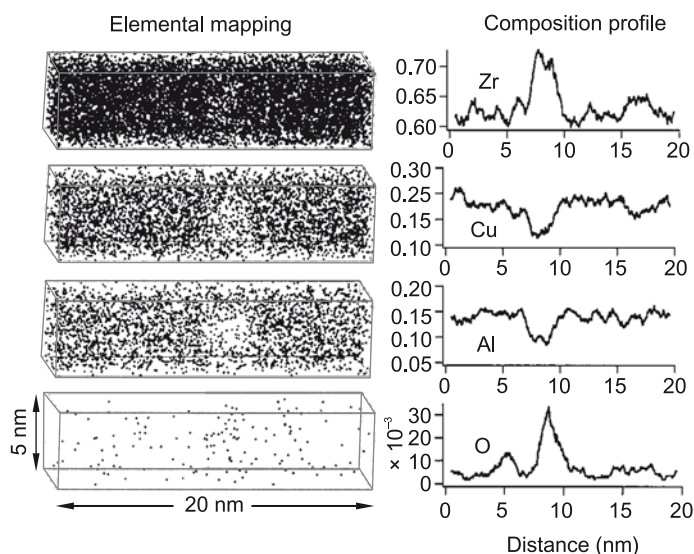 Elemental mapping
Composition profile
0.70
0.65
0.60
Zr
0 5 10 15 20
0.25
0.20
0.15
0.10
Cu
0 5 10 15 20
0.20
0.15
0.10
0.05
Al
0 5 10 15 20
5 nm
20 nm
× 10⁻³
30
20
10
0
O
0 5 10 15 20
Distance (nm)